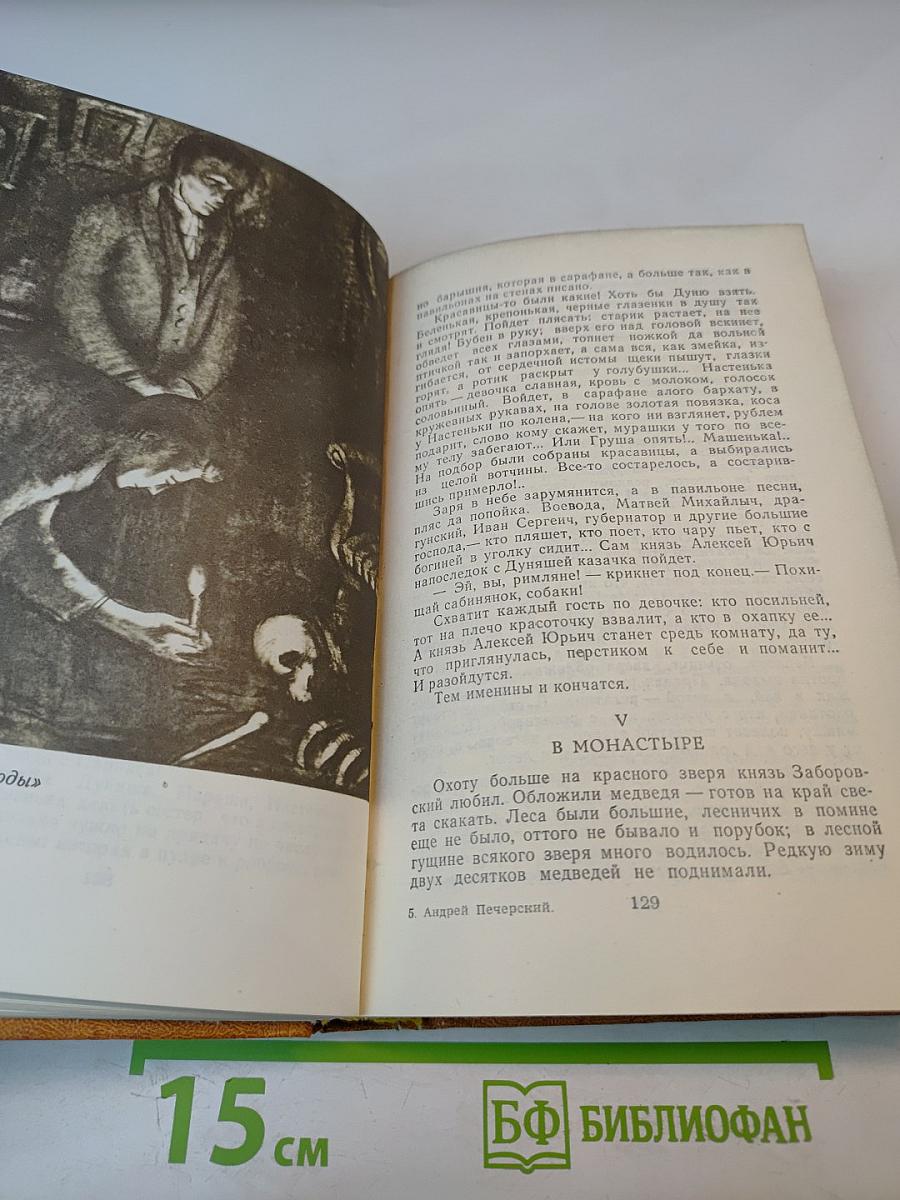 оды»
но барышня, которая в сарафане, а больше так, как в
павильонах на стенах писано.
Красавицы-то были какие! Хоть бы Дуню взять.
Беленькая, крепонькая, черные глазенки в душу так
и смотрят. Пойдет плясать; старик растает, на нее
глядя! Бубен в руку; вверх его над головой вскинет,
обведет всех глазами, топнет ножкой да вольной
птичкой так и запорхает, а сама вся, как змейка, из-
гибается, от сердечной истомы щеки пышут, глазки
горят, а ротик раскрыт у голубушки... Настенька
опять — девочка славная, кровь с молоком, голосок
соловьиный. Войдет, в сарафане алого бархату, в
кружевных рукавах, на голове золотая повязка, коса
у Настеньки по колена,— на кого ни взглянет, рублем
подарит, слово кому скажет, мурашки у того по все-
му телу забегают... Или Груша опять!.. Машенька!..
На подбор были собраны красавицы, а выбирались
из целой вотчины. Все-то состарелось, а состарив-
шись примерло!..
Заря в небе зарумянится, а в павильоне песни,
пляс да попойка. Воевода, Матвей Михайлыч, дра-
гунский, Иван Сергеич, губернатор и другие большие
господа,— кто пляшет, кто поет, кто чару пьет, кто с
богиней в уголку сидит... Сам князь Алексей Юрьич
напоследок с Дуняшей казачка пойдет.
— Эй, вы, римляне! — крикнет под конец.— Похи-
щай сабинянок, собаки!
Схватит каждый гость по девочке: кто посильней,
тот на плечо красоточку взвалит, а кто в охапку ее...
А князь Алексей Юрьич станет средь комнату, да ту,
что приглянулась, перстиком к себе и поманит...
И разойдутся.
Тем именины и кончатся.
V
В МОНАСТЫРЕ
Охоту больше на красного зверя князь Заборов-
ский любил. Обложили медведя — готов на край све-
та скакать. Леса были большие, лесничих в помине
еще не было, оттого не бывало и порубок; в лесной
гущине всякого зверя много водилось. Редкую зиму
двух десятков медведей не поднимали.
5. Андрей Печерский.
129
15 см
БФ БИБЛИОФАН